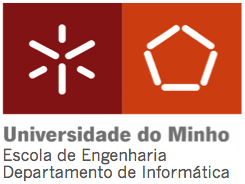 Universidade do Minho
Escola de Engenharia
Departamento de Informática